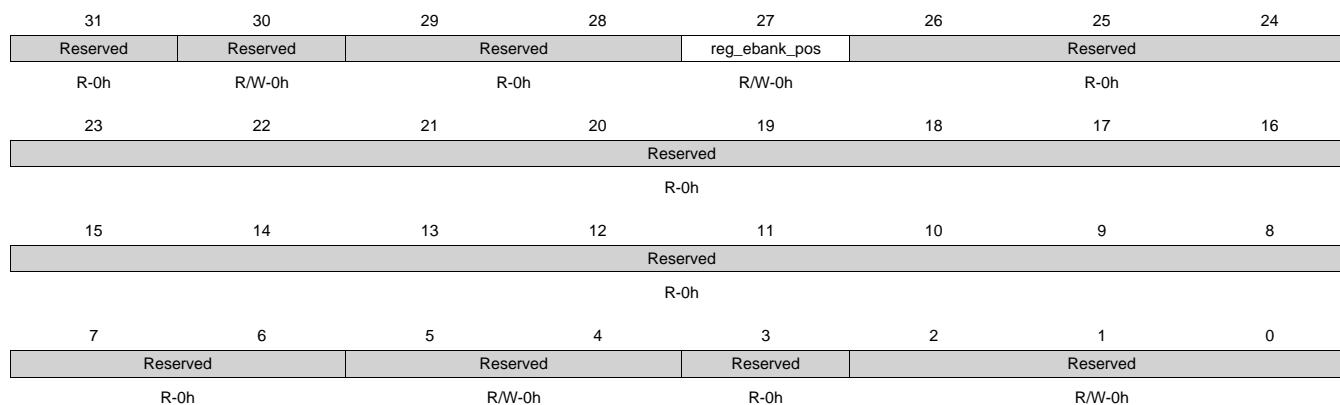 31 30 29 28 27 26 25 24
Reserved Reserved Reserved reg_ebank_pos Reserved
R-0h R/W-0h R-0h R/W-0h R-0h
23 22 21 20 19 18 17 16
Reserved
R-0h
15 14 13 12 11 10 9 8
Reserved
R-0h
7 6 5 4 3 2 1 0
Reserved Reserved Reserved Reserved
R-0h R/W-0h R-0h R/W-0h